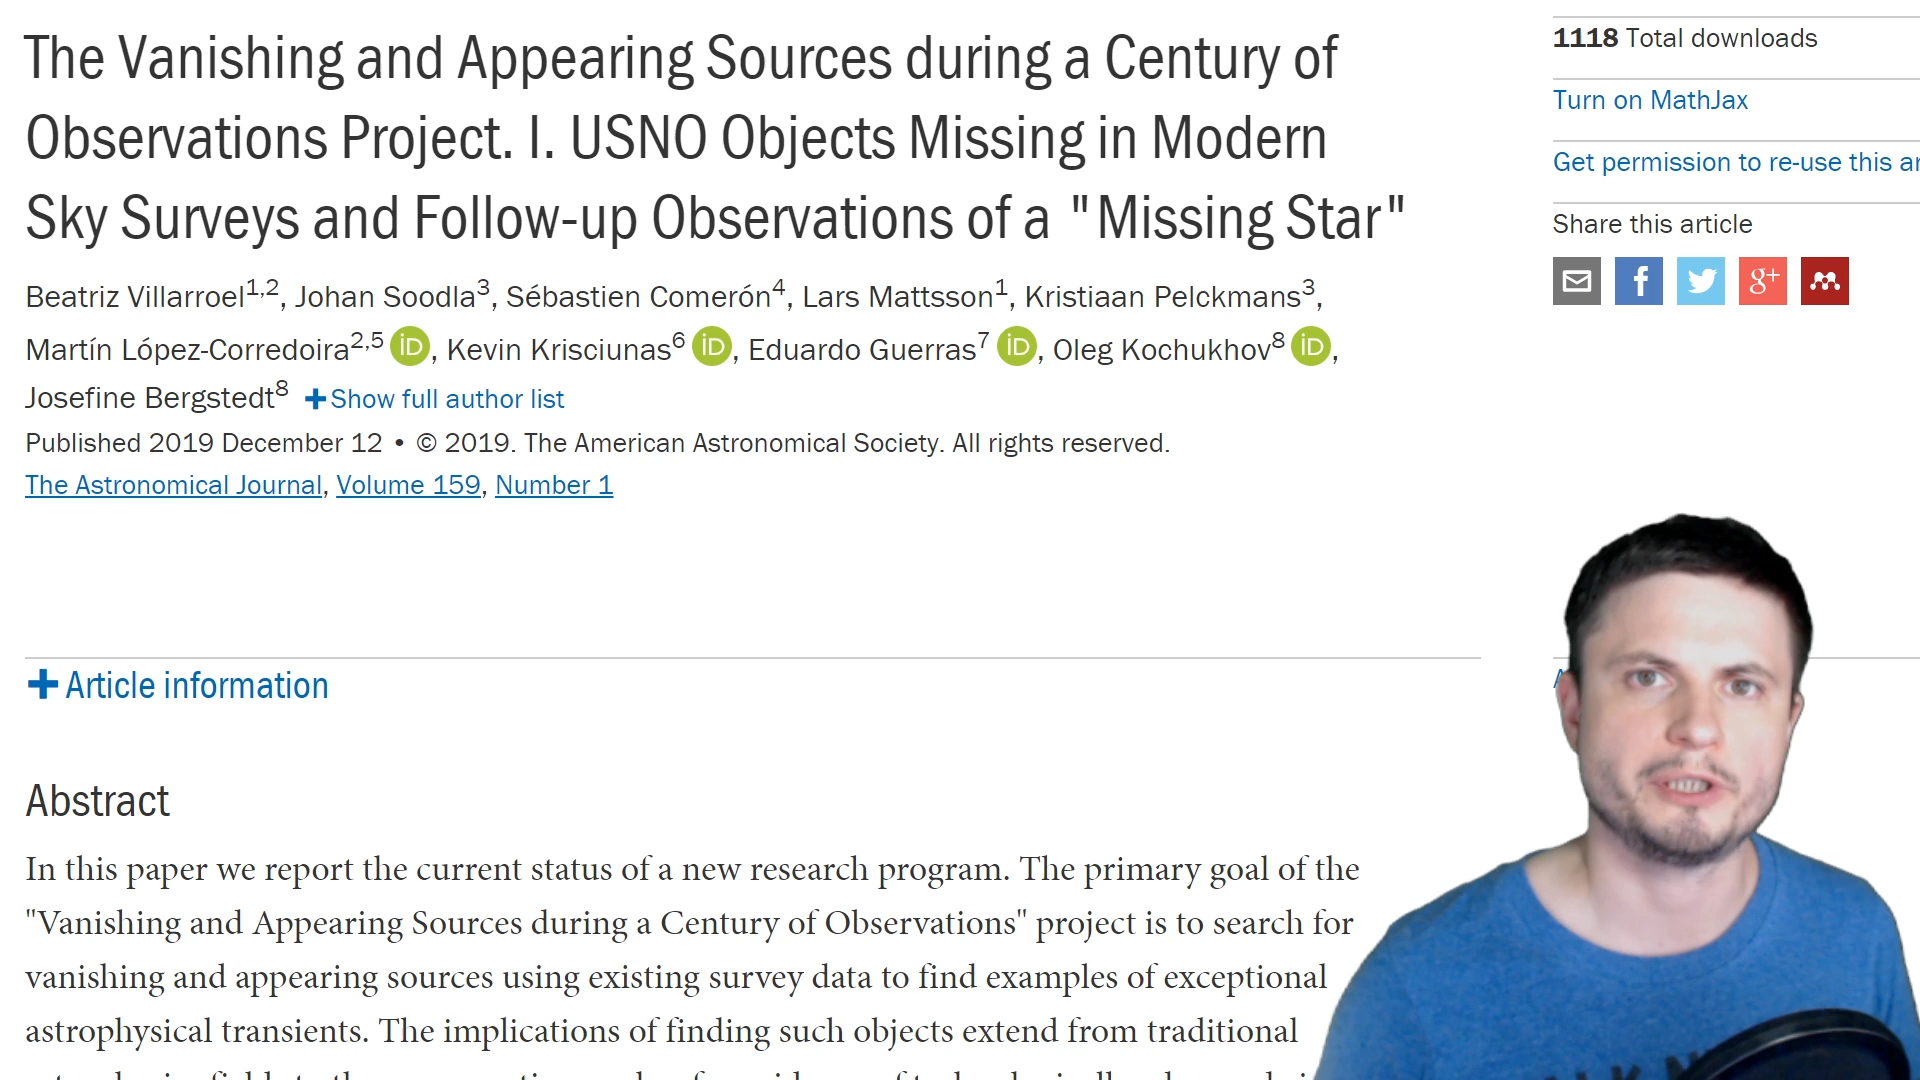 The Vanishing and Appearing Sources during a Century of
Observations Project. I. USNO Objects Missing in Modern
Sky Surveys and Follow-up Observations of a "Missing Star"
Beatriz Villarroel1,2, Johan Soodla3, Sébastien Comerón4, Lars Mattsson1, Kristiaan Pelckmans3,
Martín López-Corredoira2,5 iD, Kevin Krisciunas6 iD, Eduardo Guerras7 iD, Oleg Kochukhov8 iD,
Josefine Bergstedt8 +Show full author list
Published 2019 December 12 • © 2019. The American Astronomical Society. All rights reserved.
The Astronomical Journal, Volume 159, Number 1
+ Article information
Abstract
In this paper we report the current status of a new research program. The primary goal of the
"Vanishing and Appearing Sources during a Century of Observations" project is to search for
vanishing and appearing sources using existing survey data to find examples of exceptional
astrophysical transients. The implications of finding such objects extend from traditional
1118 Total downloads
Turn on MathJax
Get permission to re-use this ar
Share this article
f g+